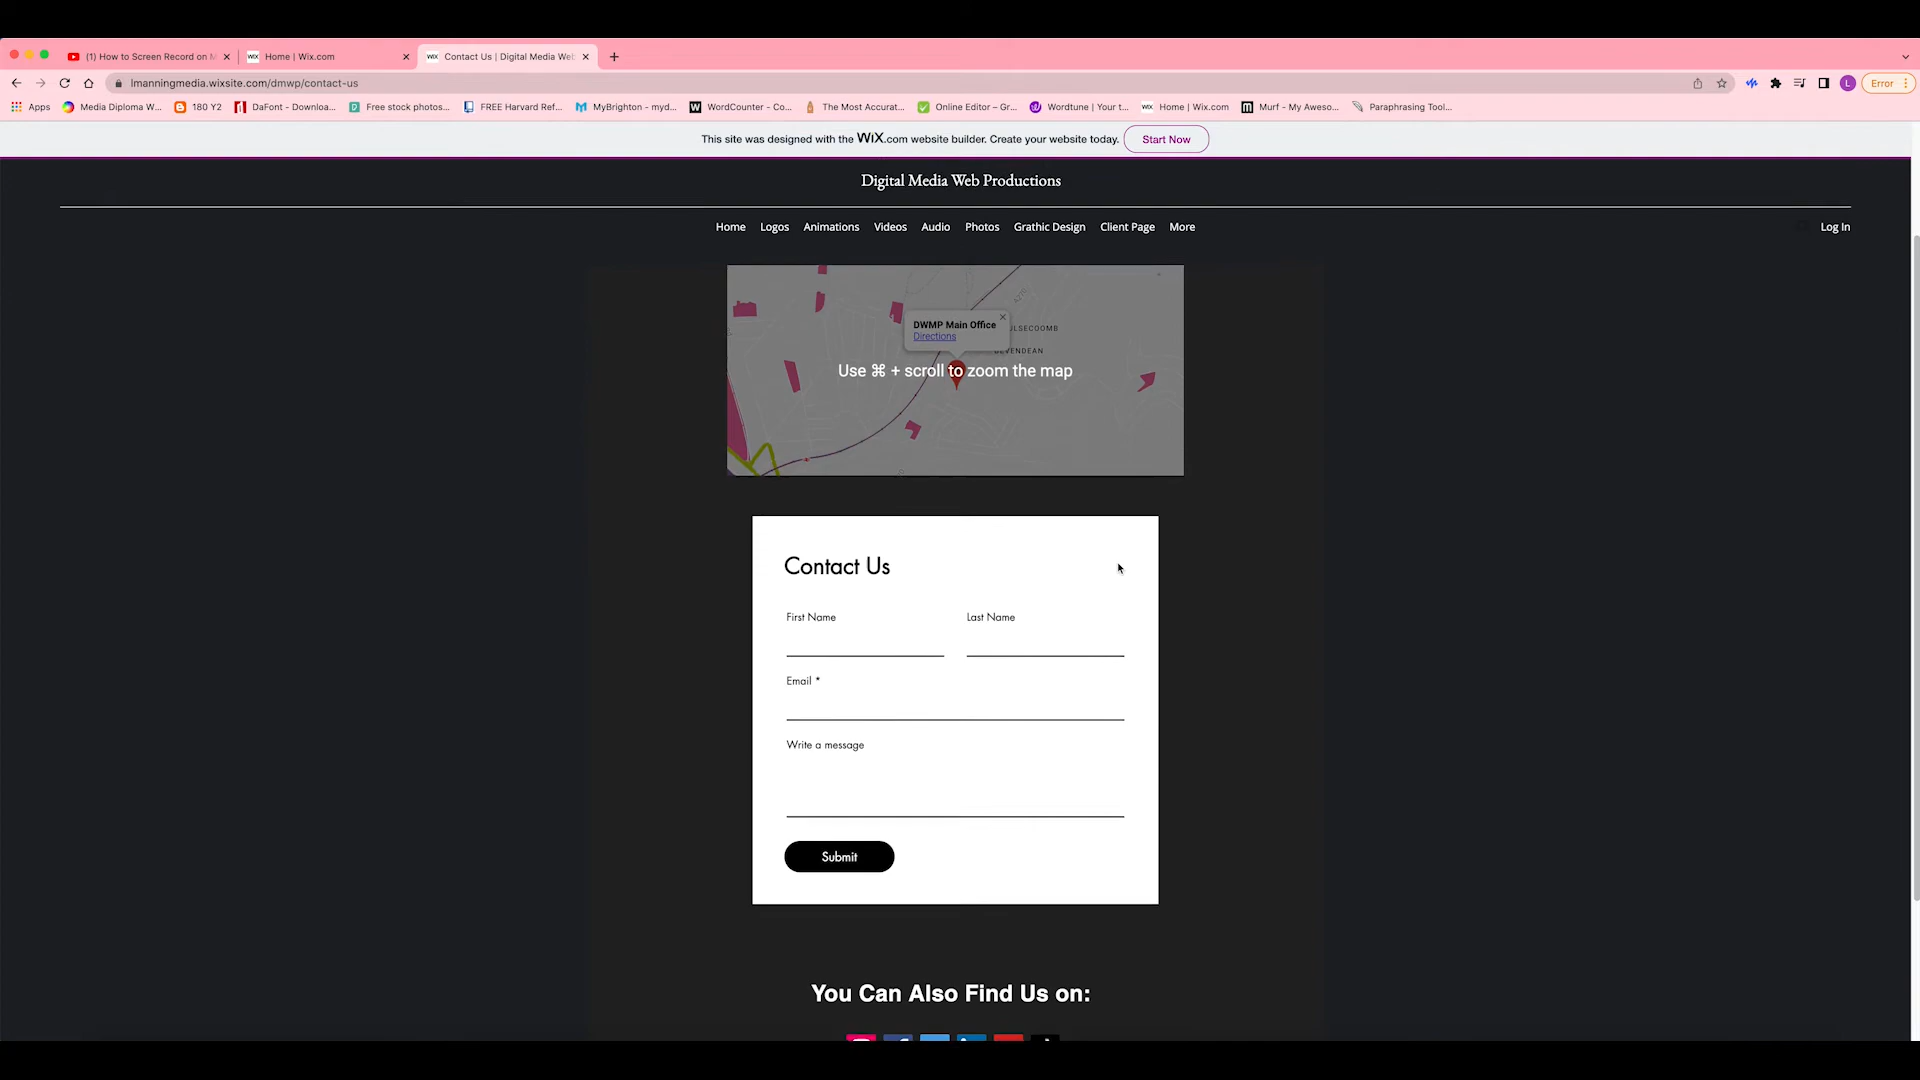 (1) How to Screen Record on M
Home | Wix.com
Contact Us | Digital Media Web
lmanningmedia.wixsite.com/dmwp/contact-us
Error
Apps
Media Diploma W...
180 Y2
DaFont - Downloa...
Free stock photos...
FREE Harvard Ref...
MyBrighton - myd...
WordCounter - Co...
The Most Accurat...
Online Editor – Gr...
Wordtune | Your t...
Home | Wix.com
Murf - My Aweso...
Paraphrasing Tool...
This site was designed with the WiX.com website builder. Create your website today.
Start Now
Digital Media Web Productions
Home Logos Animations Videos Audio Photos Grathic Design Client Page More
Log In
A270
DWMP Main Office
Directions
ULSECOOMB
BEVENDEAN
Use ⌘ + scroll to zoom the map
Contact Us
First Name
Last Name
Email *
Write a message
Submit
You Can Also Find Us on: